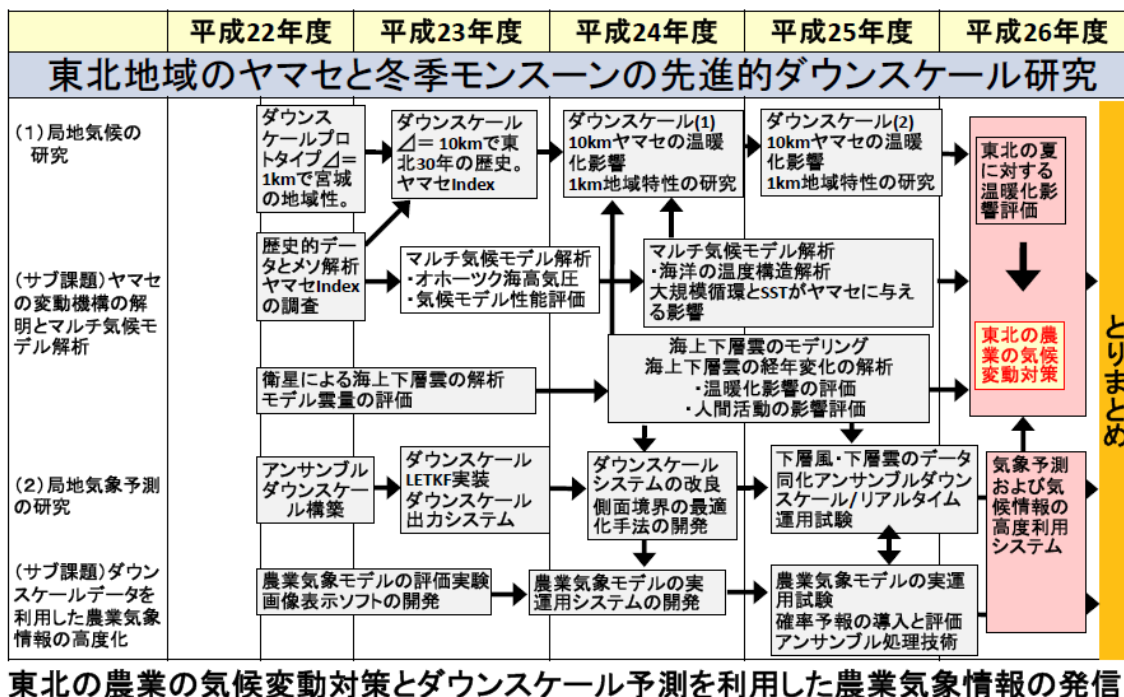 平成22年度
平成23年度
平成24年度
平成25年度
平成26年度
東北地域のヤマセと冬季モンスーンの先進的ダウンスケール研究
(1)局地気候の
研究
ダウンス
ケールプロ
トタイプ⊿=
1kmで宮城
の地域性。
ダウンスケール
⊿= 10kmで東
北30年の歴史。
ヤマセIndex
ダウンスケール(1)
10kmヤマセの温暖
化影響
1km地域特性の研究
ダウンスケール(2)
10kmヤマセの温暖
化影響
1km地域特性の研究
東北の夏
に対する
温暖化影
響評価
(サブ課題)ヤマセ
の変動機構の解
明とマルチ気候モ
デル解析
歴史的デー
タとメソ解析
ヤマセIndex
の調査
マルチ気候モデル解析
・オホーツク海高気圧
・気候モデル性能評価
マルチ気候モデル解析
・海洋の温度構造解析
大規模循環とSSTがヤマセに与え
る影響
東北の農
業の気候
変動対策
衛星による海上下層雲の解析
モデル雲量の評価
海上下層雲のモデリング
海上下層雲の経年変化の解析
・温暖化影響の評価
・人間活動の影響評価
とりまとめ
(2)局地気象予測
の研究
アンサンブル
ダウンスケー
ル構築
ダウンスケール
LETKF実装
ダウンスケール
出力システム
ダウンスケール
システムの改良
側面境界の最適
化手法の開発
下層風・下層雲のデータ
同化アンサンブルダウン
スケール/リアルタイム
運用試験
気象予測
および気
候情報の
高度利用
システム
(サブ課題)ダウン
スケールデータを
利用した農業気象
情報の高度化
農業気象モデルの評価実験
画像表示ソフトの開発
農業気象モデルの実
運用システムの開発
農業気象モデルの実運
用試験
確率予報の導入と評価
アンサンブル処理技術
東北の農業の気候変動対策とダウンスケール予測を利用した農業気象情報の発信